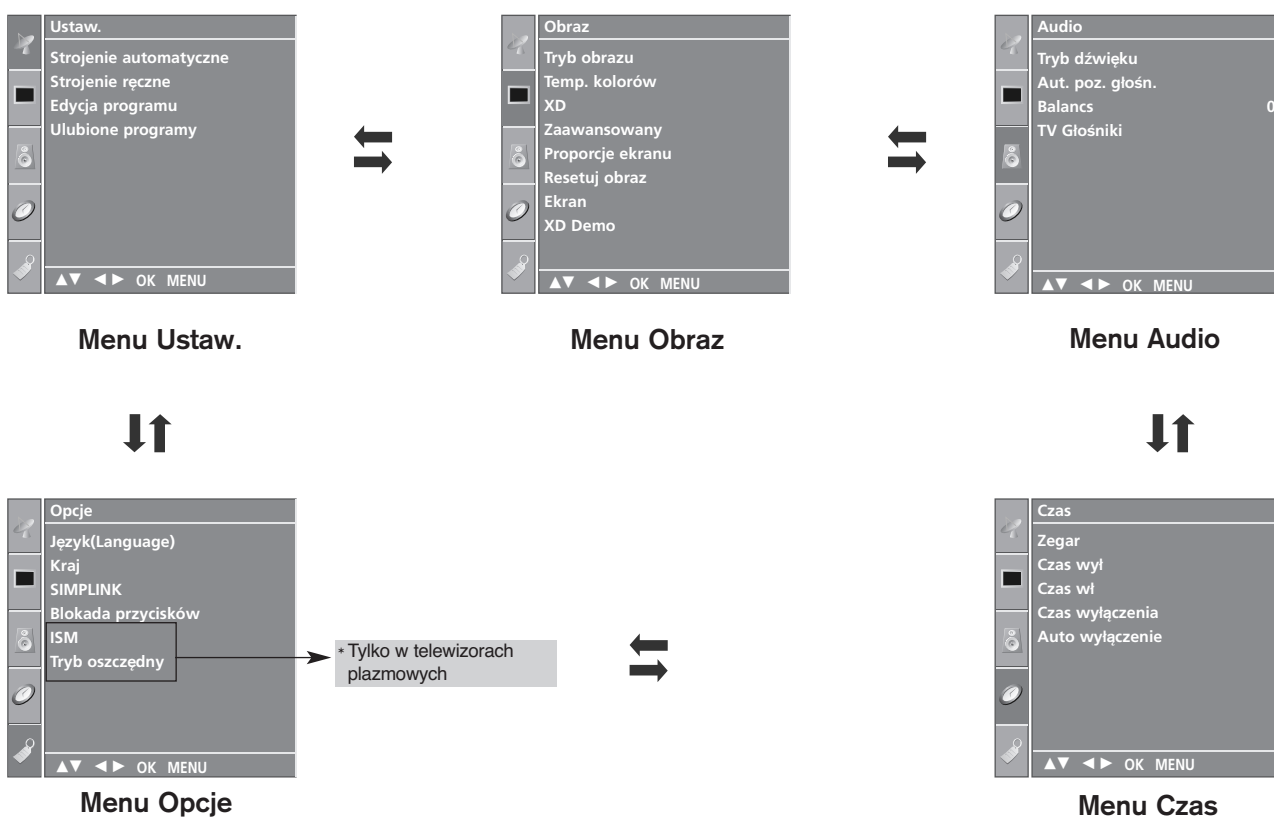 Ustaw.
Strojenie automatyczne
Strojenie ręczne
Edycja programu
Ulubione programy
▲▼ ◄► OK MENU
Menu Ustaw.
Obraz
Tryb obrazu
Temp. kolorów
XD
Zaawansowany
Proporcje ekranu
Resetuj obraz
Ekran
XD Demo
▲▼ ◄► OK MENU
Menu Obraz
Audio
Tryb dźwięku
Aut. poz. głośn.
Balancs 0
TV Głośniki
▲▼ ◄► OK MENU
Menu Audio
Opcje
Język(Language)
Kraj
SIMPLINK
Blokada przycisków
ISM
Tryb oszczędny
▲▼ ◄► OK MENU
* Tylko w telewizorach
plazmowych
Menu Opcje
Czas
Zegar
Czas wył
Czas wł
Czas wyłączenia
Auto wyłączenie
▲▼ ◄► OK MENU
Menu Czas